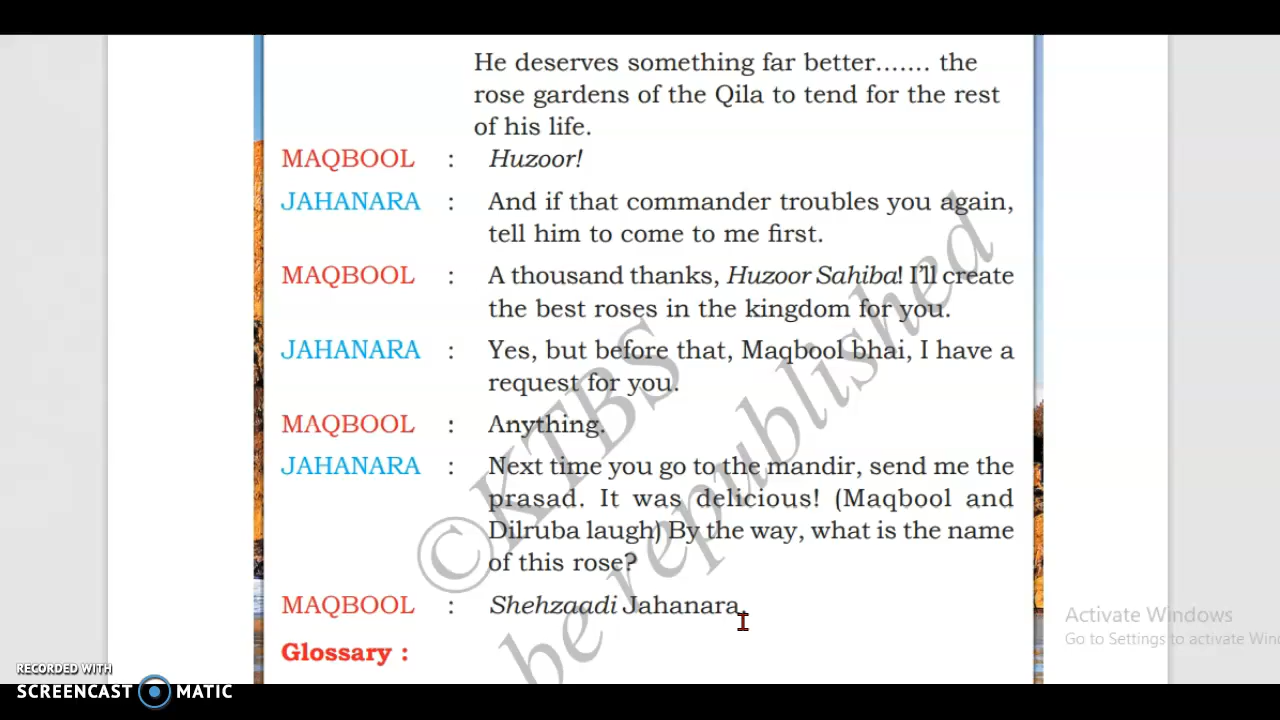 He deserves something far better....... the
rose gardens of the Qila to tend for the rest
of his life.
MAQBOOL : Huzoor!
JAHANARA : And if that commander troubles you again,
tell him to come to me first.
MAQBOOL : A thousand thanks, Huzoor Sahiba! I'll create
the best roses in the kingdom for you.
JAHANARA : Yes, but before that, Maqbool bhai, I have a
request for you.
MAQBOOL : Anything.
JAHANARA : Next time you go to the mandir, send me the
prasad. It was delicious! (Maqbool and
Dilruba laugh) By the way, what is the name
of this rose?
MAQBOOL : Shehzaadi Jahanara.
Glossary :
©KTBS
be republished
Activate Windows
Go to Settings to activate Win
RECORDED WITH
SCREENCAST MATIC